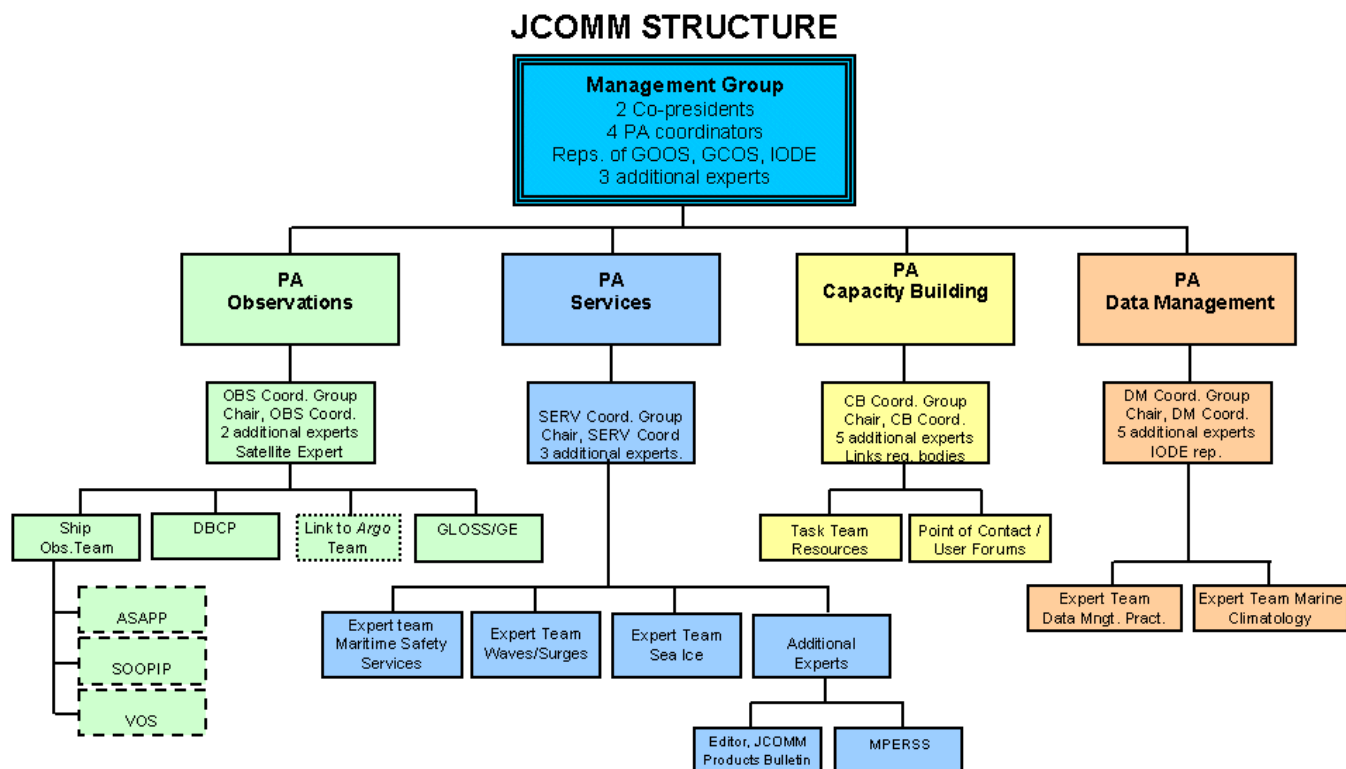 JCOMM STRUCTURE
Management Group
2 Co-presidents
4 PA coordinators
Reps. of GOOS, GCOS, IODE
3 additional experts
PA
Observations
PA
Services
PA
Capacity Building
PA
Data Management
OBS Coord. Group
Chair, OBS Coord.
2 additional experts
Satellite Expert
SERV Coord. Group
Chair, SERV Coord
3 additional experts.
CB Coord. Group
Chair, CB Coord.
5 additional experts
Links reg. bodies
DM Coord. Group
Chair, DM Coord.
5 additional experts
IODE rep.
Ship
Obs.Team
DBCP
Link to Argo
Team
GLOSS/GE
Task Team
Resources
Point of Contact /
User Forums
ASAPP
SOOPIP
VOS
Expert team
Maritime Safety
Services
Expert Team
Waves/Surges
Expert Team
Sea Ice
Additional
Experts
Expert Team
Data Mngt. Pract.
Expert Team Marine
Climatology
Editor, JCOMM
Products Bulletin
MPERSS